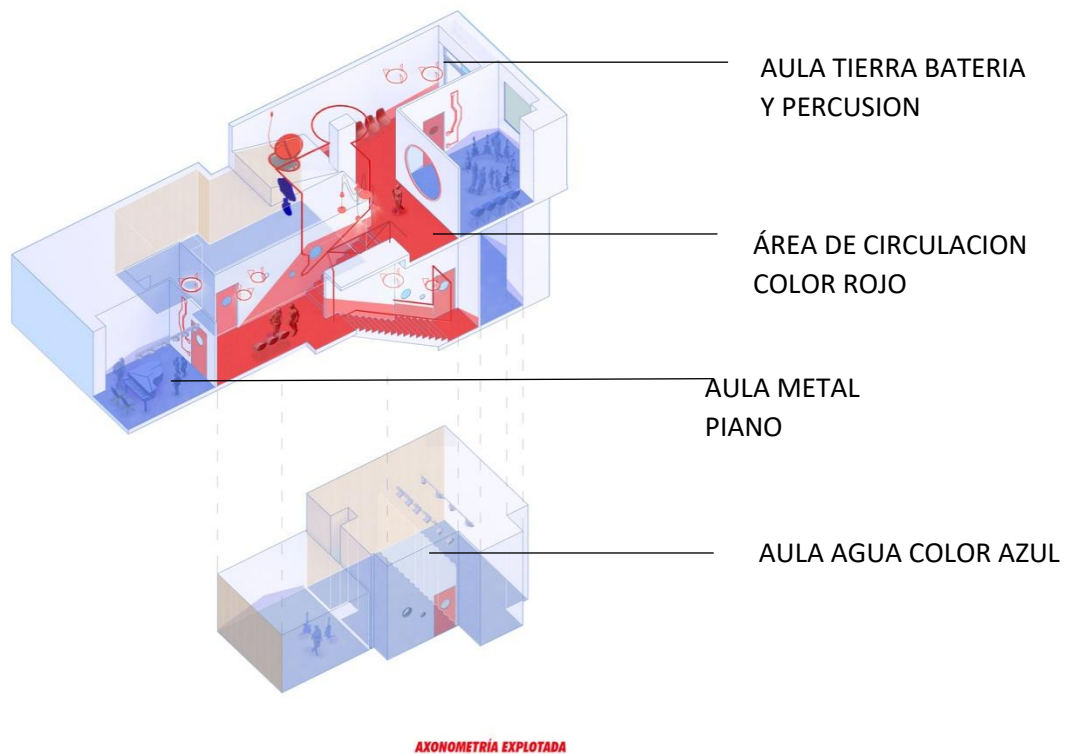 AULA TIERRA BATERIA
Y PERCUSION
ÁREA DE CIRCULACION
COLOR ROJO
AULA METAL
PIANO
AULA AGUA COLOR AZUL
AXONOMETRÍA EXPLOTADA